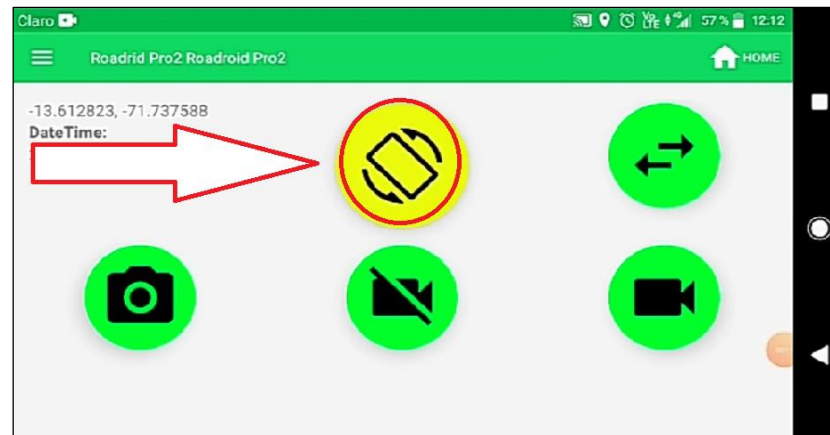 Claro
57% 12:12
Roadrid Pro2 Roadroid Pro2
HOME
-13.612823, -71.737588
DateTime: